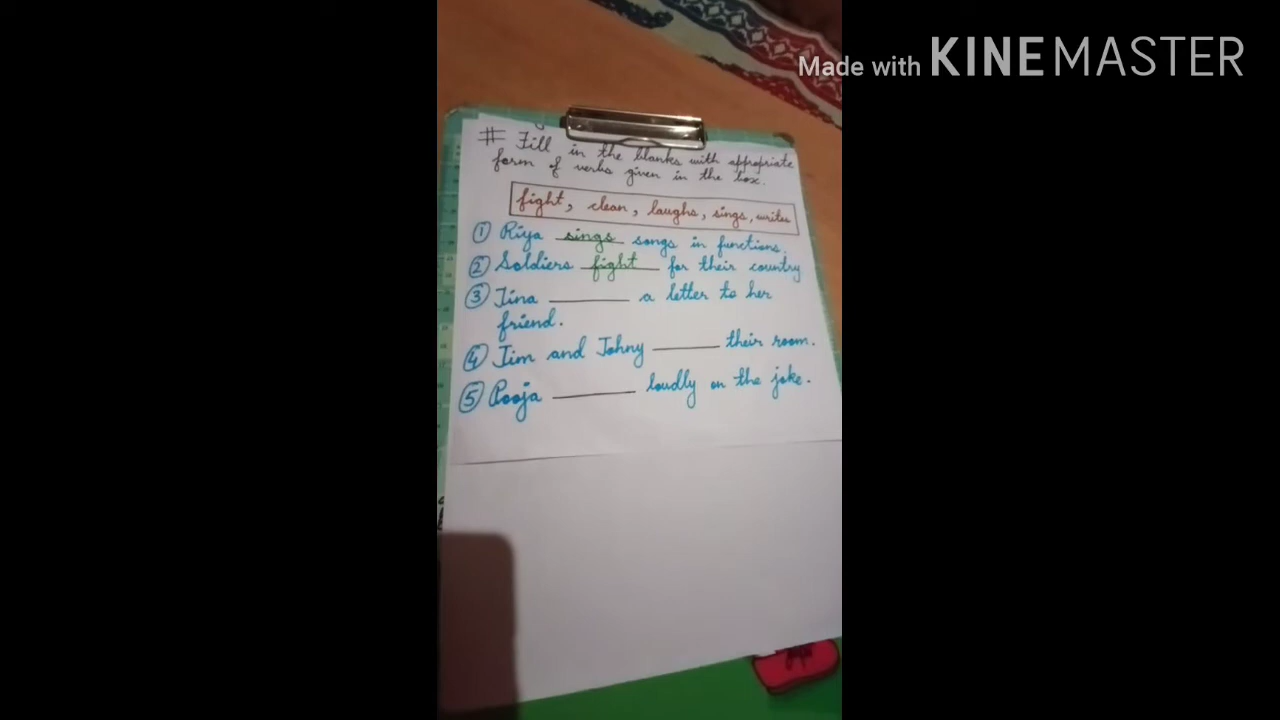 Made with KINEMASTER
# Fill in the blanks with appropriate
form of verbs given in the box.
fight, clean, laughs, sings, writes
① Riya sings songs in functions.
② Soldiers fight for their country
③ Tina ________ a letter to her
friend.
④ Jim and Johny ________ their room.
⑤ Pooja ________ loudly on the joke.